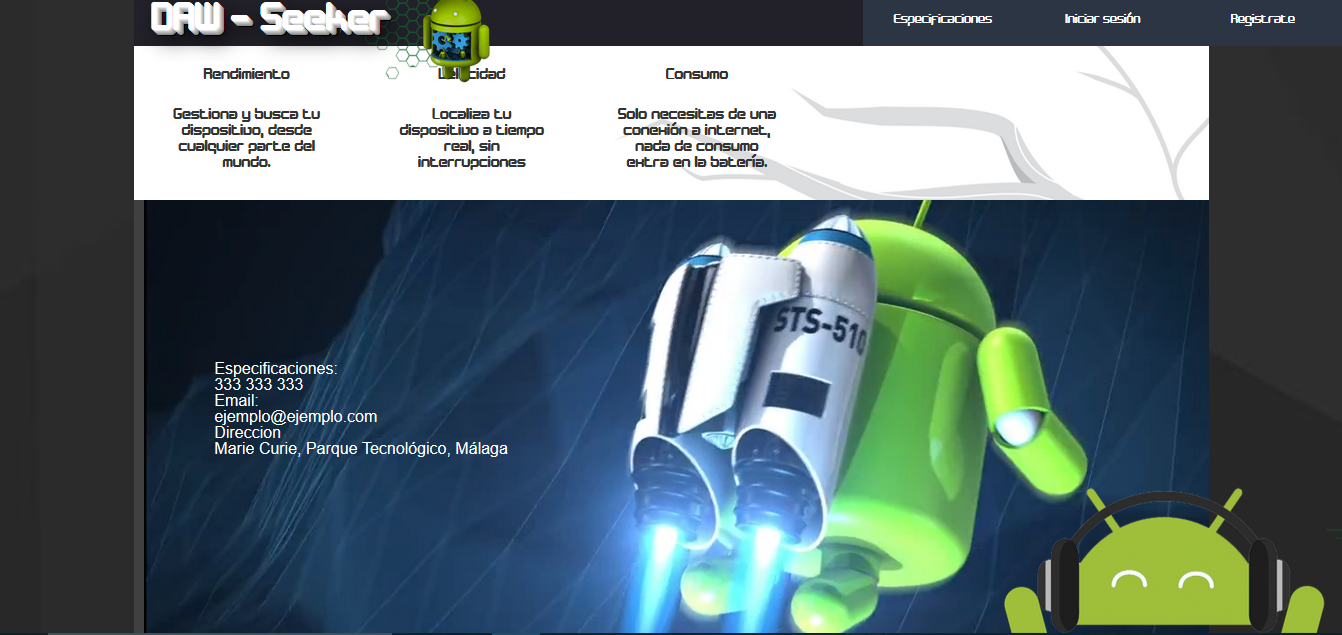 DAW - Seeker
Especificaciones
Iniciar sesión
Registrate
Rendimiento
Gestiona y busca tu
dispositivo, desde
cualquier parte del
mundo.
Localiza tu
dispositivo a tiempo
real, sin
interrupciones
Consumo
Solo necesitas de una
conexión a internet,
nada de consumo
extra en la batería.
STS-510
Especificaciones:
333 333 333
Email:
ejemplo@ejemplo.com
Direccion
Marie Curie, Parque Tecnológico, Málaga